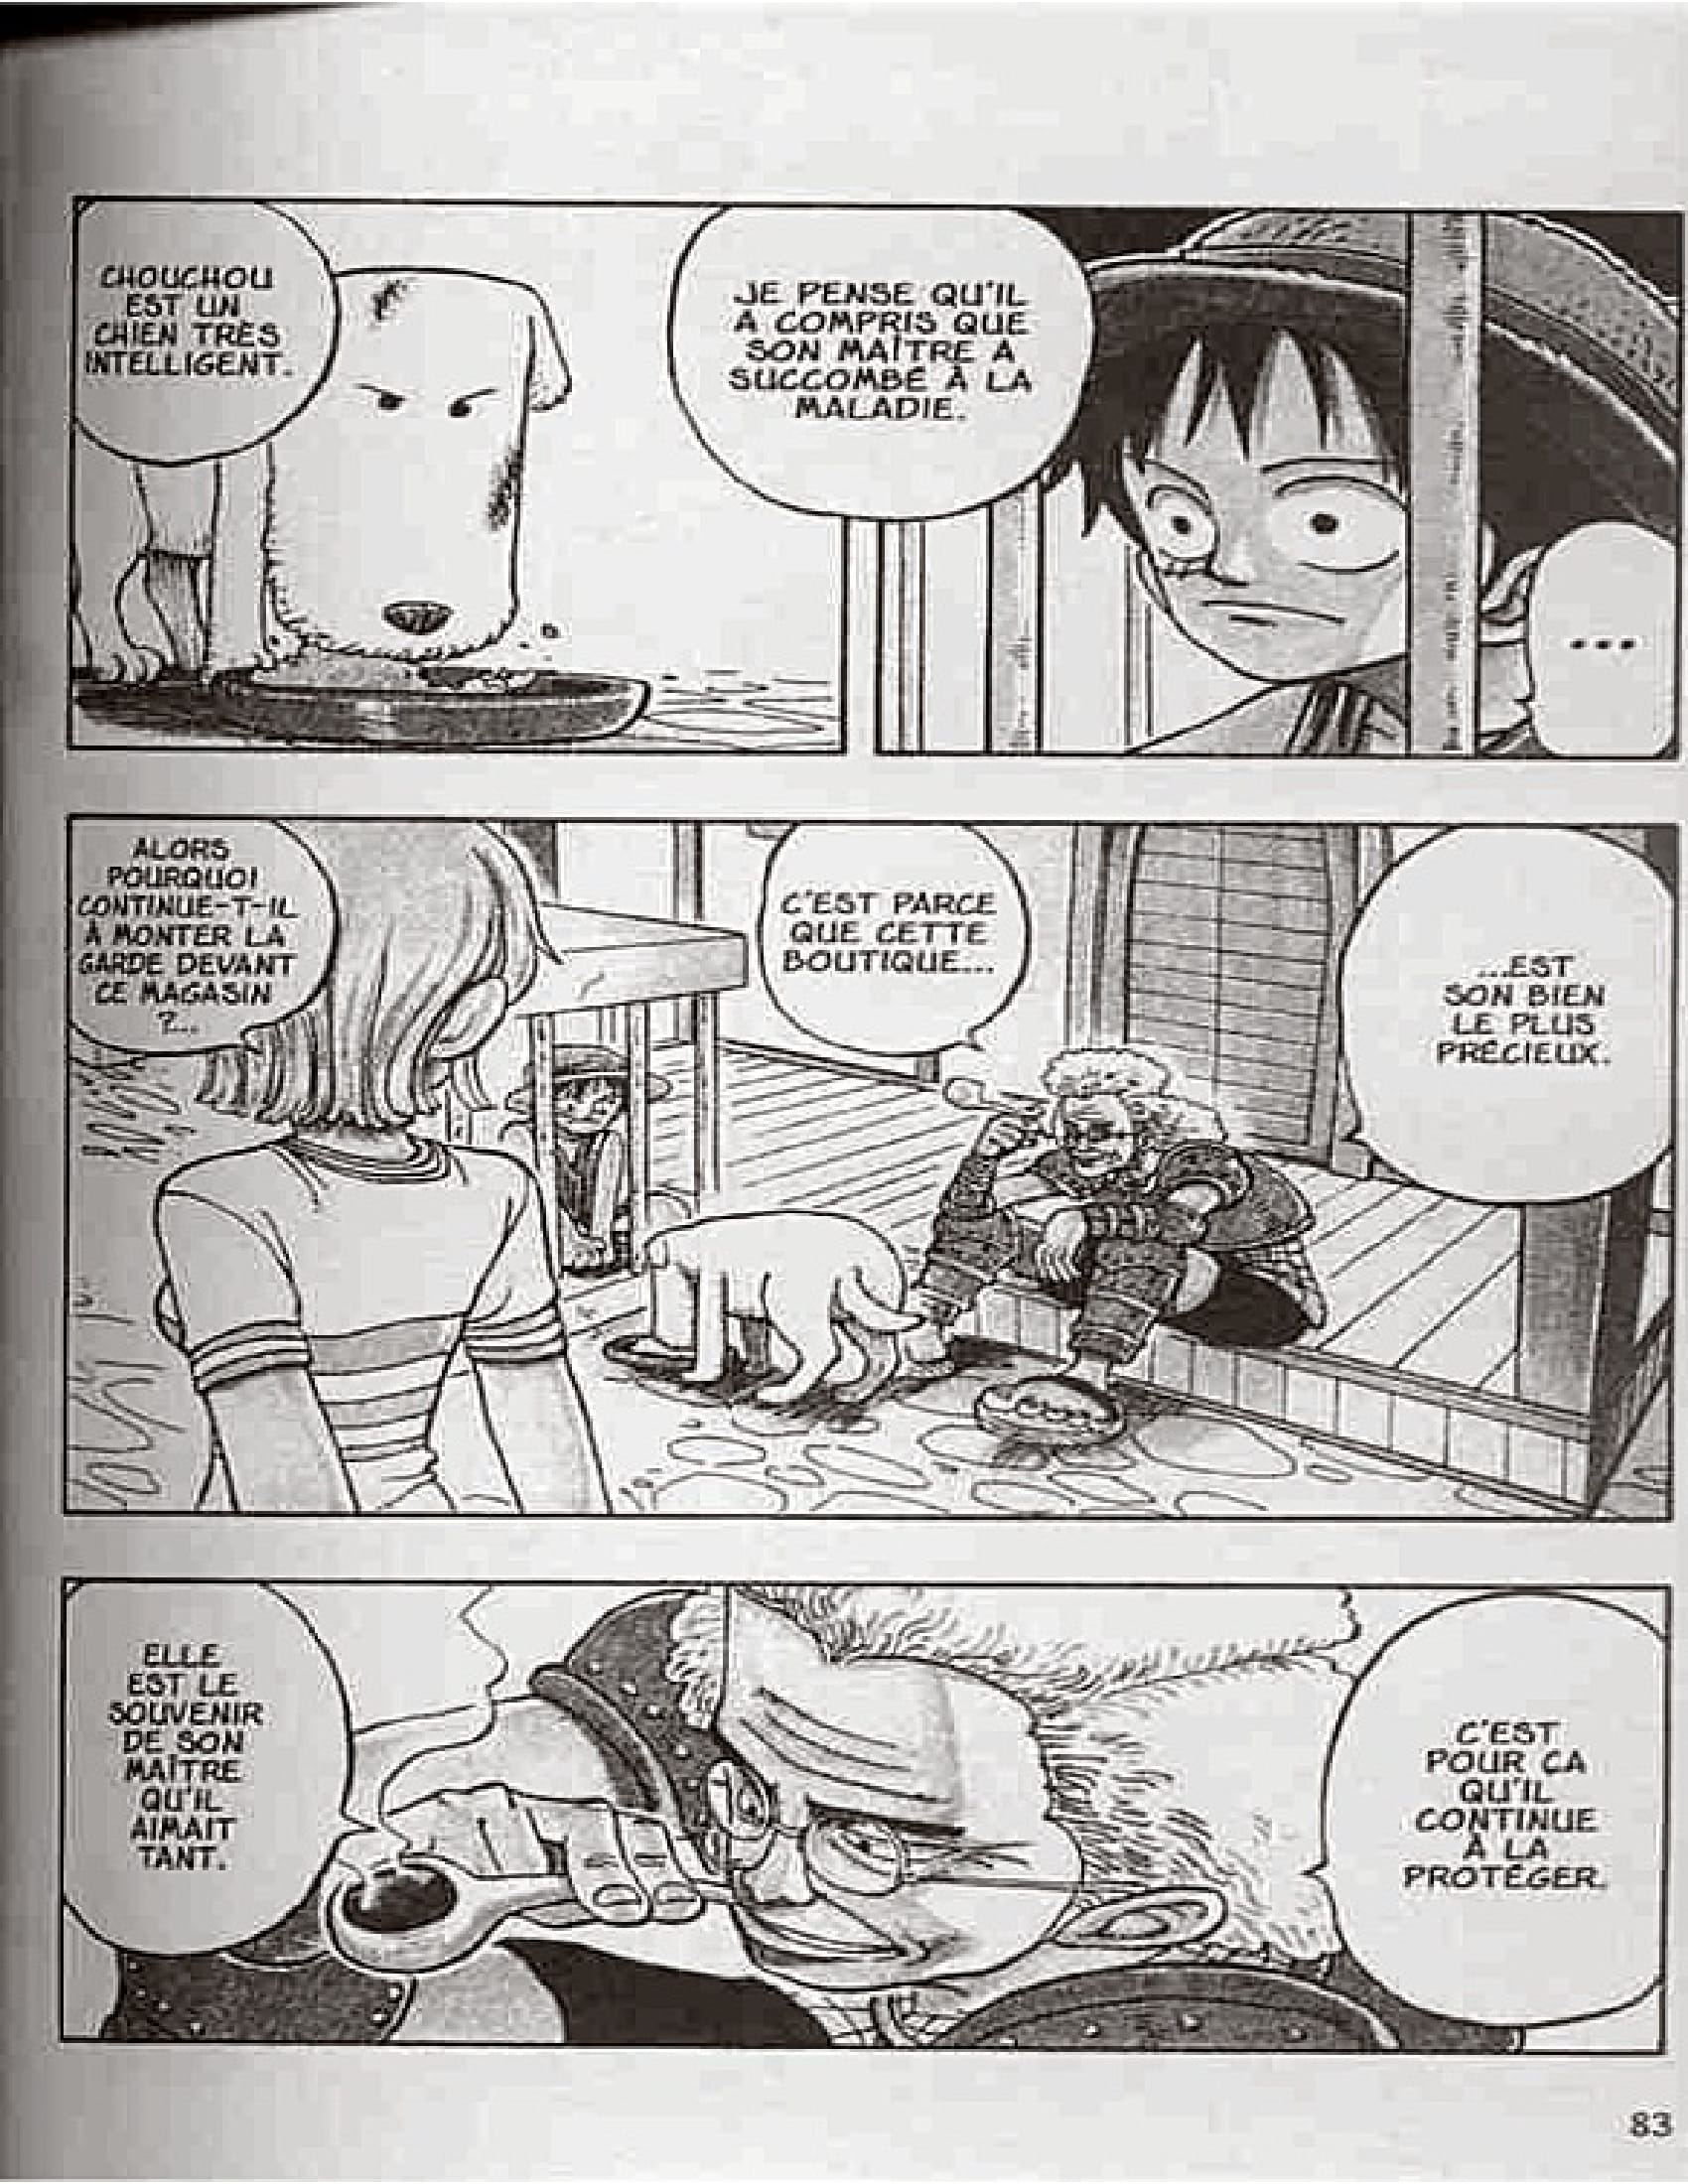 CHOUCHOU
EST UN
CHIEN TRÈS
INTELLIGENT.
JE PENSE QU'IL
A COMPRIS QUE
SON MAÎTRE A
SUCCOMBÉ À LA
MALADIE.
...
ALORS
POURQUOI
CONTINUE-T-IL
À MONTER LA
GARDE DEVANT
CE MAGASIN
?...
C'EST PARCE
QUE CETTE
BOUTIQUE...
...EST
SON BIEN
LE PLUS
PRÉCIEUX.
ELLE
EST LE
SOUVENIR
DE SON
MAÎTRE
QU'IL
AIMAIT
TANT.
C'EST
POUR ÇA
QU'IL
CONTINUE
À LA
PROTÉGER.
83